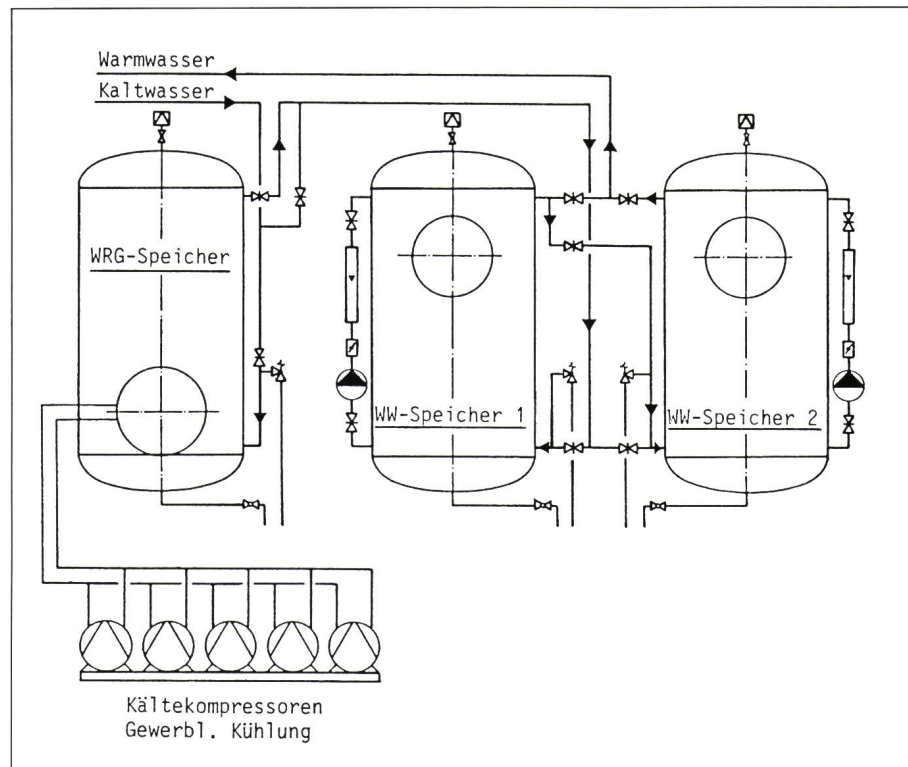 Warmwasser
Kaltwasser
WRG-Speicher
WW-Speicher 1
WW-Speicher 2
Kältekompressoren
Gewerbl. Kühlung